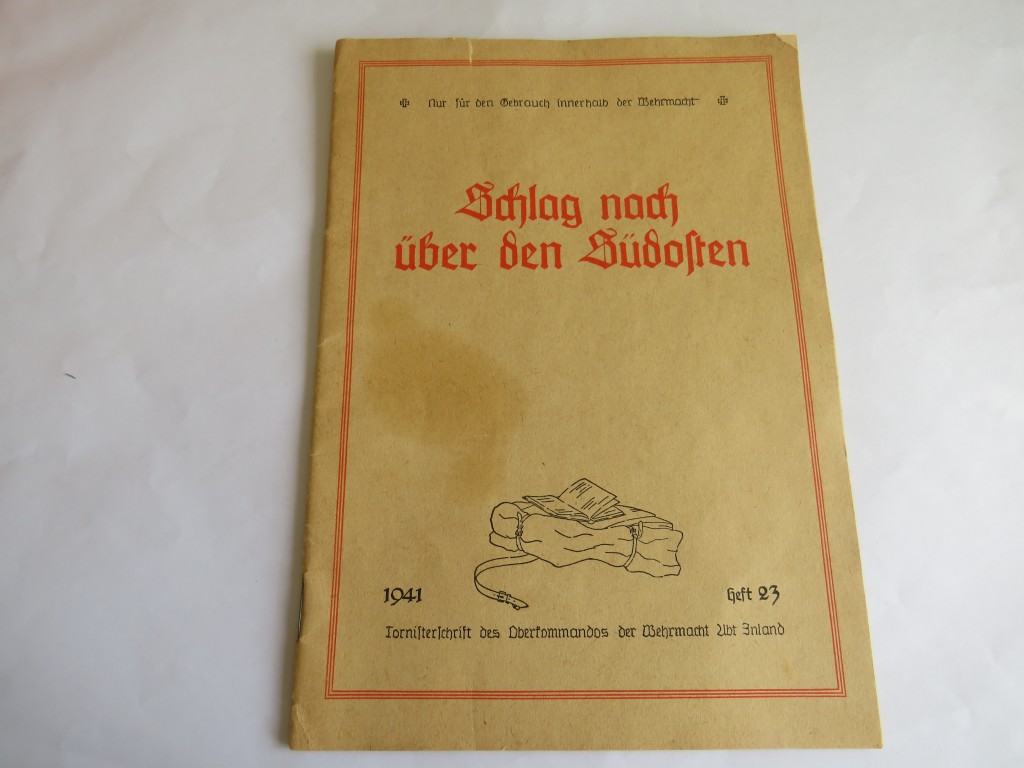 Nur für den Gebrauch innerhalb der Wehrmacht
Schlag nach
über den Südosten
1941 Heft 23
Tornisterschrift des Oberkommandos der Wehrmacht Abt Inland